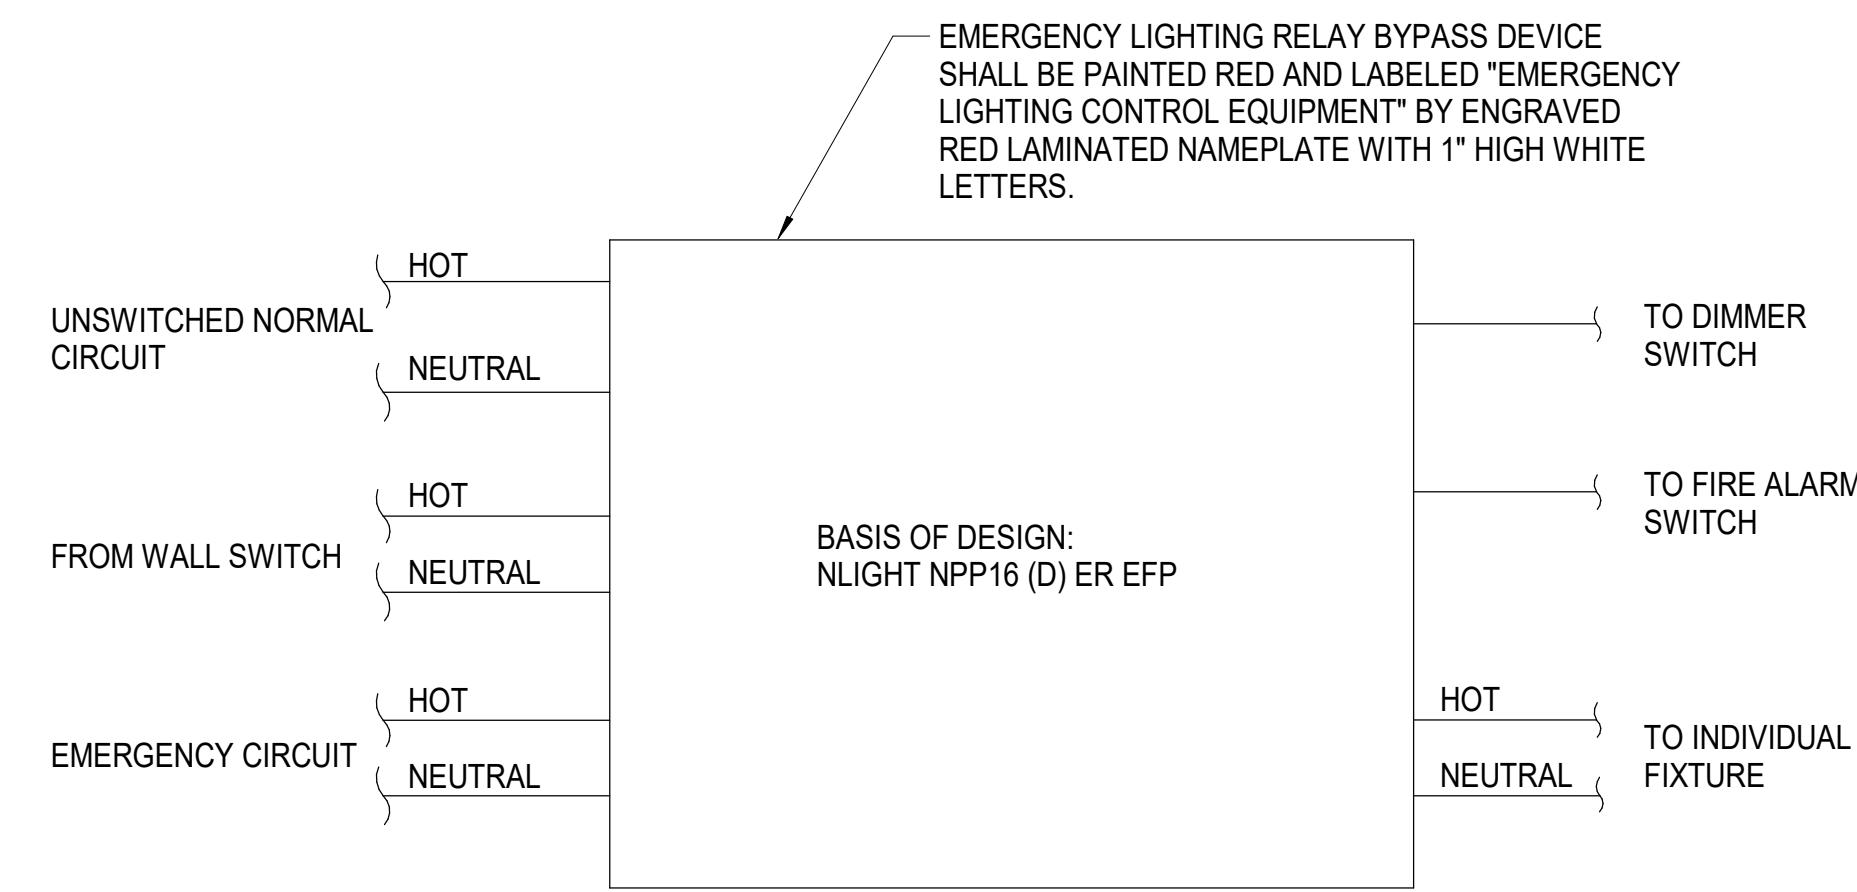 EMERGENCY LIGHTING RELAY BYPASS DEVICE
SHALL BE PAINTED RED AND LABELED "EMERGENCY
LIGHTING CONTROL EQUIPMENT" BY ENGRAVED
RED LAMINATED NAMEPLATE WITH 1" HIGH WHITE
LETTERS.
HOT
UNSWITCHED NORMAL
CIRCUIT
NEUTRAL
TO DIMMER
SWITCH
HOT
FROM WALL SWITCH
NEUTRAL
BASIS OF DESIGN:
NLIGHT NPP16 (D) ER EFP
TO FIRE ALARM
SWITCH
HOT
EMERGENCY CIRCUIT
NEUTRAL
HOT
NEUTRAL
TO INDIVIDUAL
FIXTURE